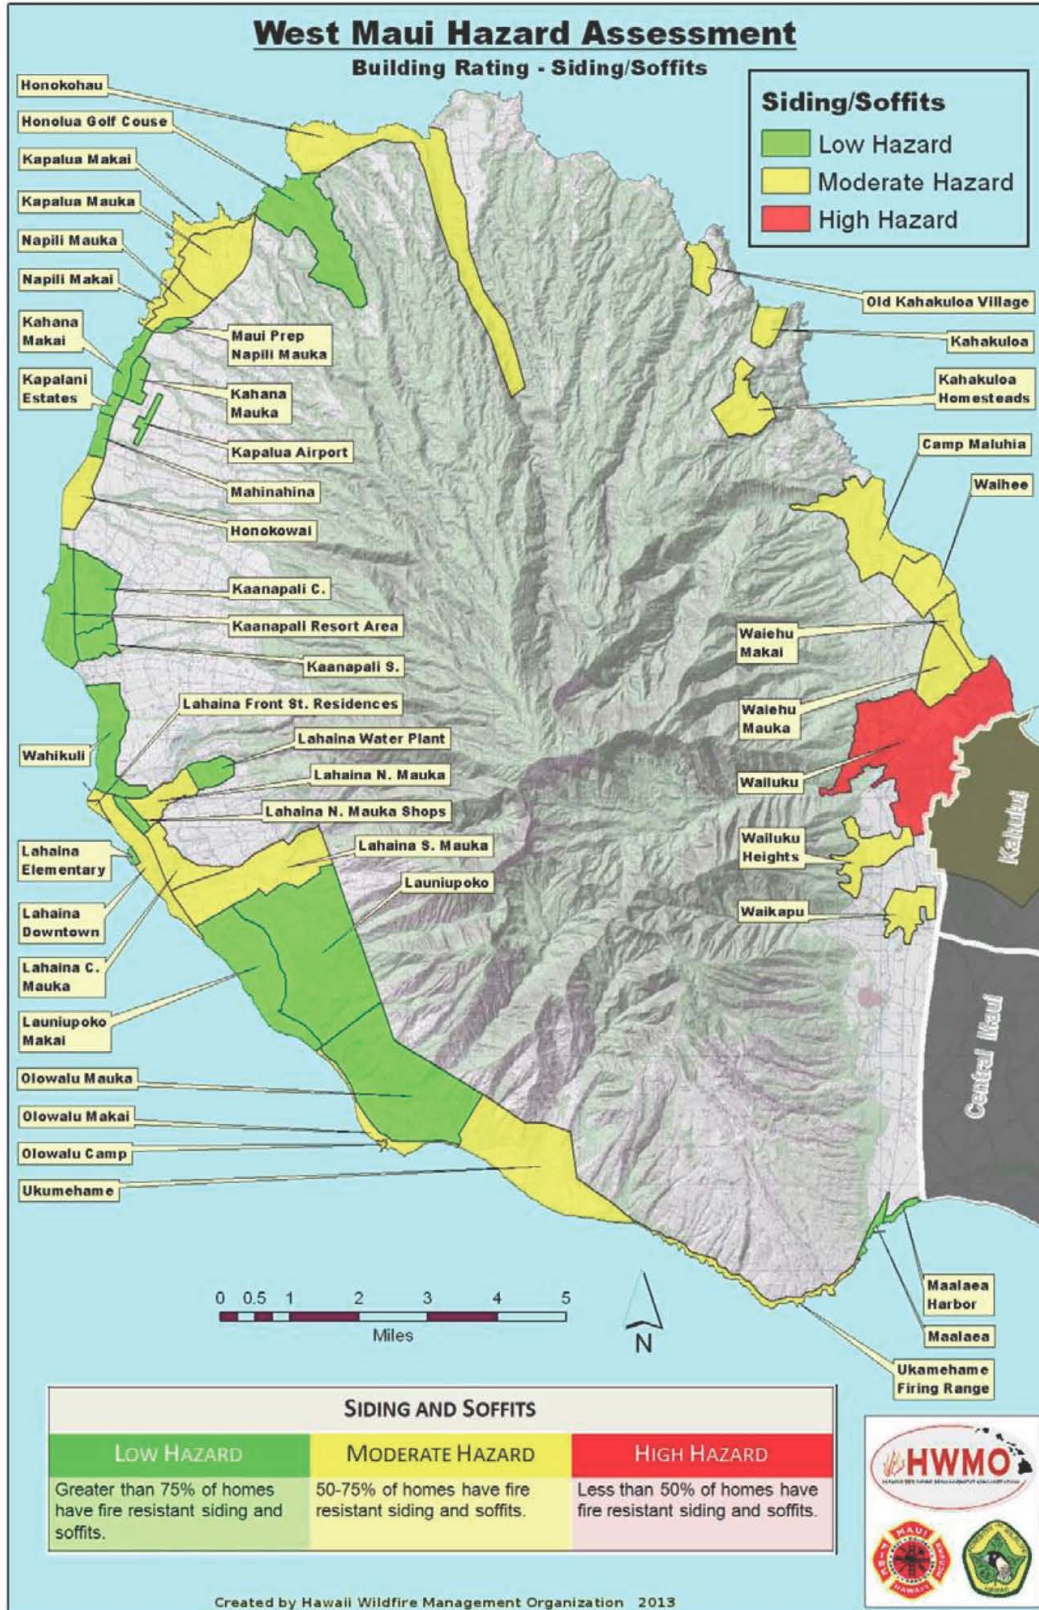 West Maui Hazard Assessment
Building Rating - Siding/Soffits
Siding/Soffits
Low Hazard
Moderate Hazard
High Hazard
Honokohau
Honolua Golf Couse
Kapalua Makai
Kapalua Mauka
Napili Mauka
Napili Makai
Kahana
Makai
Kapalani
Estates
Maui Prep
Napili Mauka
Kahana
Mauka
Kapalua Airport
Mahinahina
Honokowai
Kaanapali C.
Kaanapali Resort Area
Kaanapali S.
Lahaina Front St. Residences
Wahikuli
Lahaina Water Plant
Lahaina N. Mauka
Lahaina N. Mauka Shops
Lahaina S. Mauka
Launiupoko
Lahaina
Elementary
Lahaina
Downtown
Lahaina C.
Mauka
Launiupoko
Makai
Olowalu Mauka
Olowalu Makai
Olowalu Camp
Ukumehame
Old Kahakuloa Village
Kahakuloa
Kahakuloa
Homesteads
Camp Maluhia
Waihee
Waiehu
Makai
Waiehu
Mauka
Wailuku
Wailuku
Heights
Waikapu
Kahului
Central Maui
Maalaea
Harbor
Maalaea
Ukamehame
Firing Range
0 0.5 1 2 3 4 5
Miles
N
SIDING AND SOFFITS
LOW HAZARD
Greater than 75% of homes
have fire resistant siding and
soffits.
MODERATE HAZARD
50-75% of homes have fire
resistant siding and soffits.
HIGH HAZARD
Less than 50% of homes have
fire resistant siding and soffits.
HWMO
MAUI
FIRE
HAWAII
Created by Hawaii Wildfire Management Organization 2013